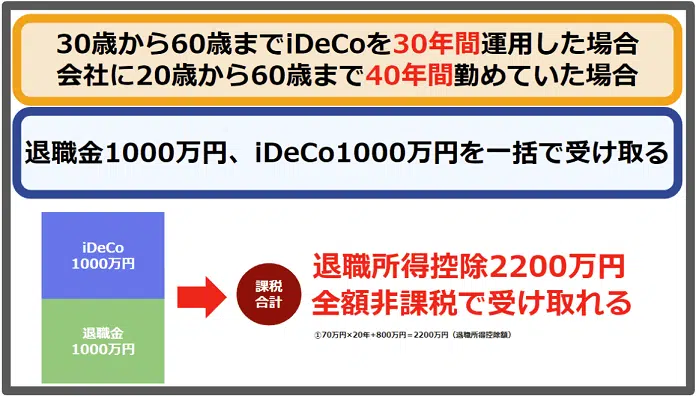 30歳から60歳までiDeCoを30年間運用した場合
会社に20歳から60歳まで40年間勤めていた場合
退職金1000万円、iDeCo1000万円を一括で受け取る
iDeCo
1000万円
退職金
1000万円
課税
合計
退職所得控除2200万円
全額非課税で受け取れる
①70万円×20年+800万円=2200万円（退職所得控除額）